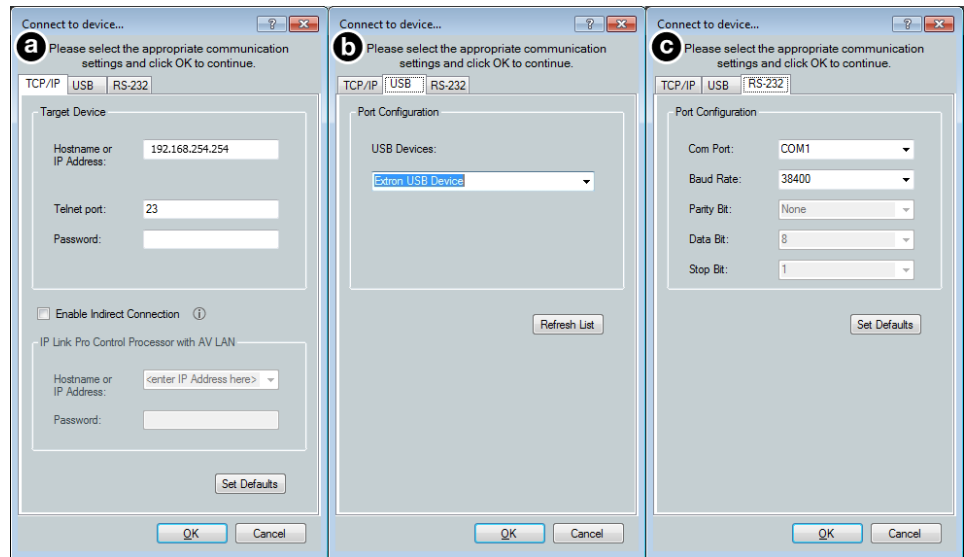 Connect to device...
a
Please select the appropriate communication
settings and click OK to continue.
TCP/IP USB RS-232
Target Device
Hostname or
IP Address:
192.168.254.254
Telnet port:
23
Password:
Enable Indirect Connection
IP Link Pro Control Processor with AV LAN
Hostname or
IP Address:
<enter IP Address here>
Password:
Set Defaults
OK Cancel
Connect to device...
b
Please select the appropriate communication
settings and click OK to continue.
TCP/IP USB RS-232
Port Configuration
USB Devices:
Extron USB Device
Refresh List
OK Cancel
Connect to device...
c
Please select the appropriate communication
settings and click OK to continue.
TCP/IP USB RS-232
Port Configuration
Com Port: COM1
Baud Rate: 38400
Parity Bit: None
Data Bit: 8
Stop Bit: 1
Set Defaults
OK Cancel